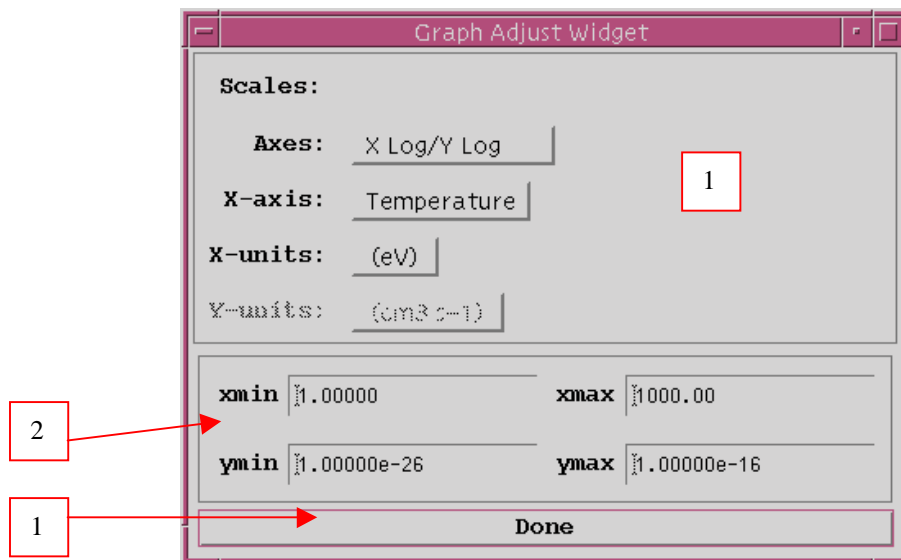 Graph Adjust Widget
Scales:
Axes: X Log/Y Log
1
X-axis: Temperature
X-units: (eV)
Y-units: (cm3 s-1)
xmin 1.00000 xmax 1000.00
2
ymin 1.00000e-26 ymax 1.00000e-16
1
Done